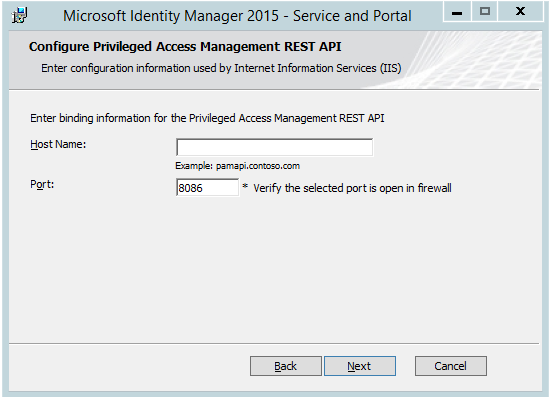 Microsoft Identity Manager 2015 - Service and Portal
Configure Privileged Access Management REST API
Enter configuration information used by Internet Information Services (IIS)
Enter binding information for the Privileged Access Management REST API
Host Name:
Example: pamapi.contoso.com
Port: 8086 * Verify the selected port is open in firewall
Back Next Cancel